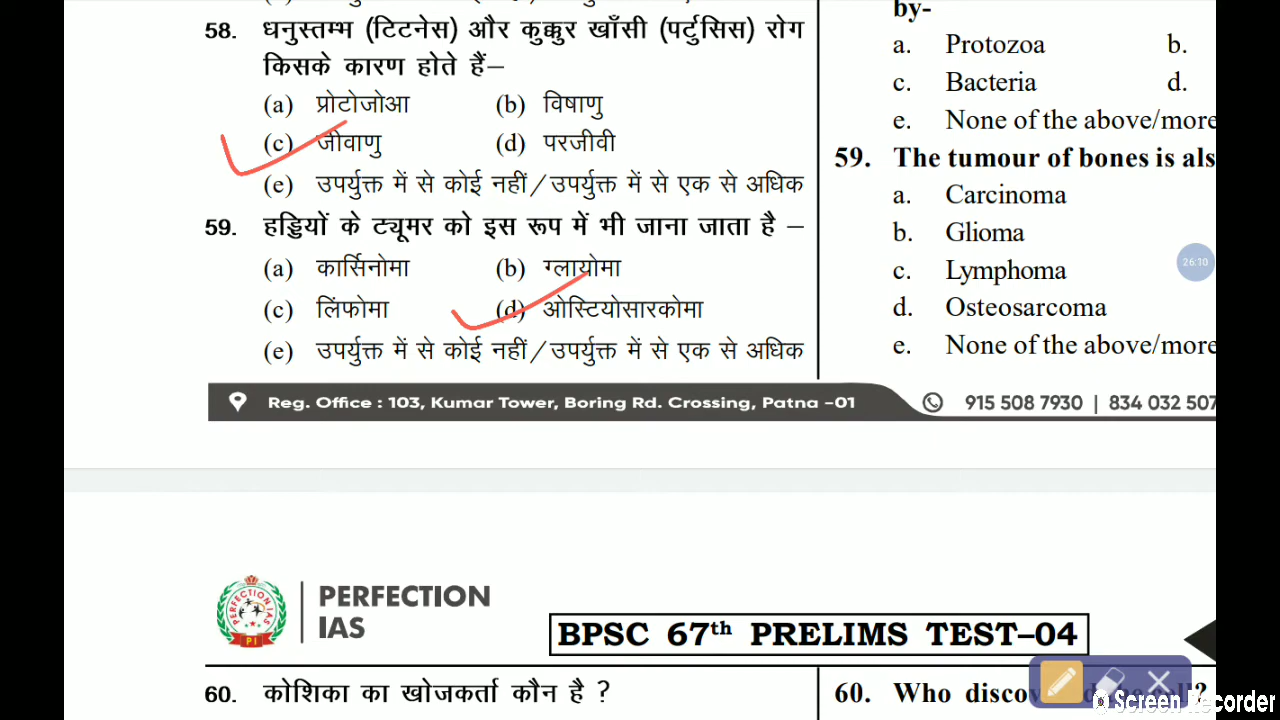 58. धनुस्तम्भ (टिटनेस) और कुक्कुर खाँसी (पर्टुसिस) रोग
किसके कारण होते हैं–
(a) प्रोटोजोआ (b) विषाणु
(c) जीवाणु (d) परजीवी
(e) उपर्युक्त में से कोई नहीं/उपर्युक्त में से एक से अधिक
59. हड्डियों के ट्यूमर को इस रूप में भी जाना जाता है –
(a) कार्सिनोमा (b) ग्लायोमा
(c) लिंफोमा (d) ओस्टियोसारकोमा
(e) उपर्युक्त में से कोई नहीं/उपर्युक्त में से एक से अधिक
by-
a. Protozoa b.
c. Bacteria d.
e. None of the above/more
59. The tumour of bones is als
a. Carcinoma
b. Glioma
c. Lymphoma
d. Osteosarcoma
e. None of the above/more
26:10
Reg. Office : 103, Kumar Tower, Boring Rd. Crossing, Patna -01
915 508 7930 | 834 032 507
PERFECTION IAS
PI
PERFECTION
IAS
BPSC 67th PRELIMS TEST–04
60. कोशिका का खोजकर्ता कौन है ?
60. Who cell?
Screen Recorder